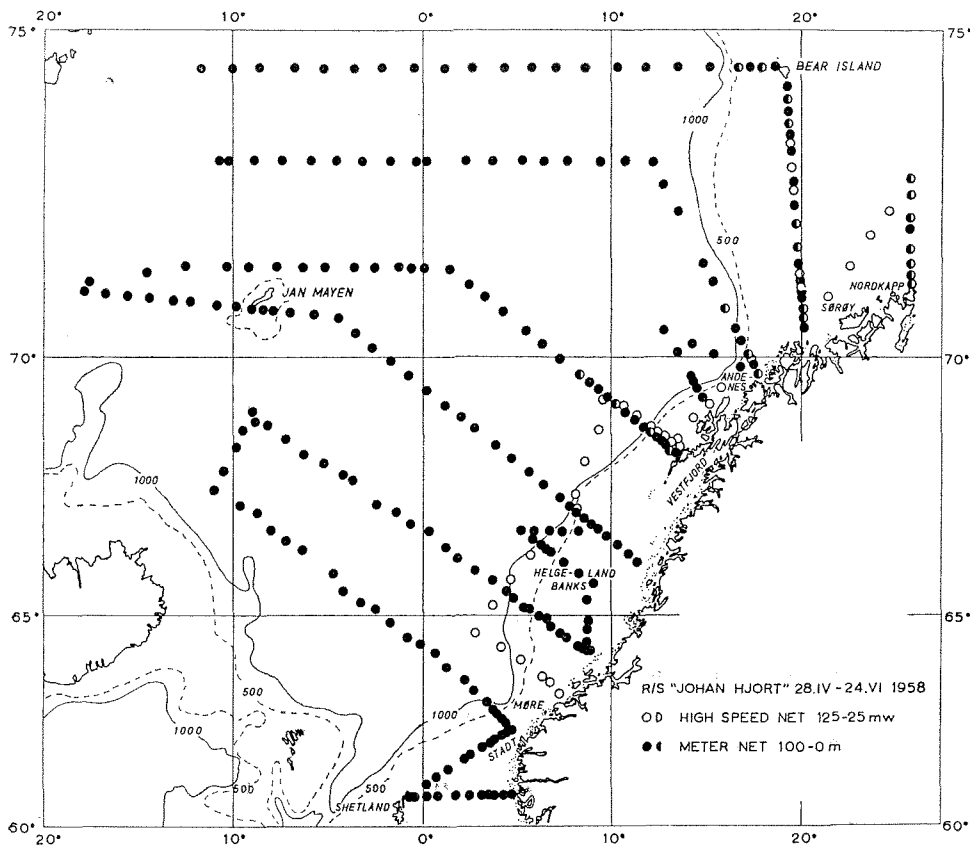 20°
10°
0°
10°
20°
75°
75°
BEAR ISLAND
1000
500
NORDKAPP
SØRØY
JAN MAYEN
70°
70°
ANDE-
NES
VESTFJORD
1000
HELGE-LAND
BANKS
65°
65°
R/S "JOHAN HJORT" 28.IV-24.VI 1958
HIGH SPEED NET 125-25 mw
METER NET 100-0 m
500
1000
1000
MØRE
STADT
500
500
SHETLAND
60°
60°
20°
10°
0°
10°
20°